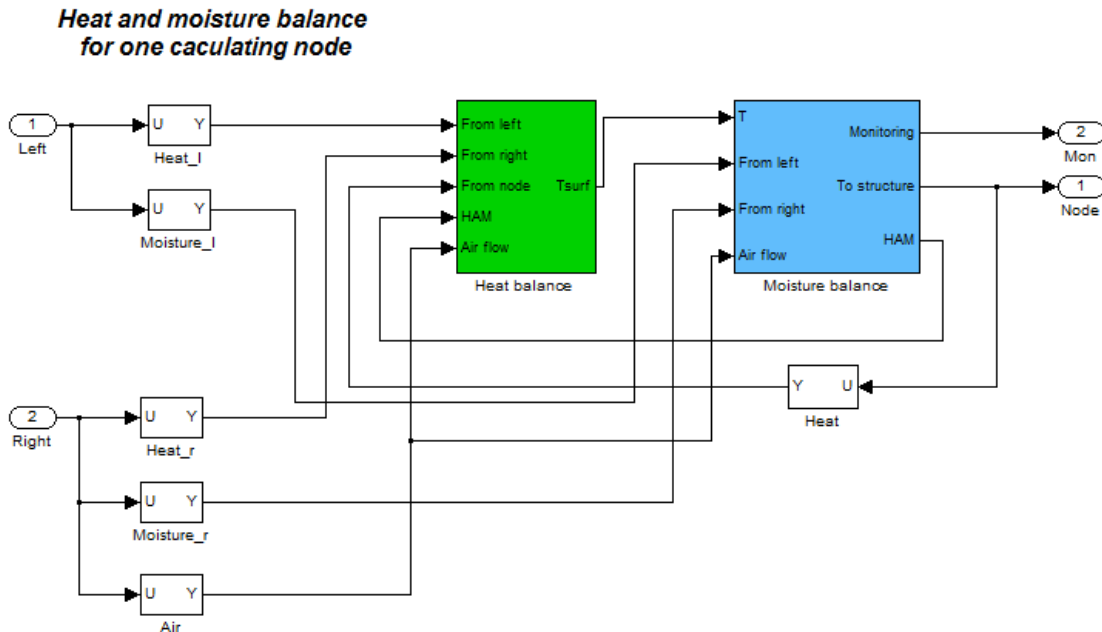 Heat and moisture balance
for one caculating node
1
Left
U Y
Heat_l
U Y
Moisture_l
From left
From right
From node Tsurf
HAM
Air flow
Heat balance
T
Monitoring
From left
To structure
From right
HAM
Air flow
Moisture balance
2
Mon
1
Node
Y U
Heat
2
Right
U Y
Heat_r
U Y
Moisture_r
U Y
Air